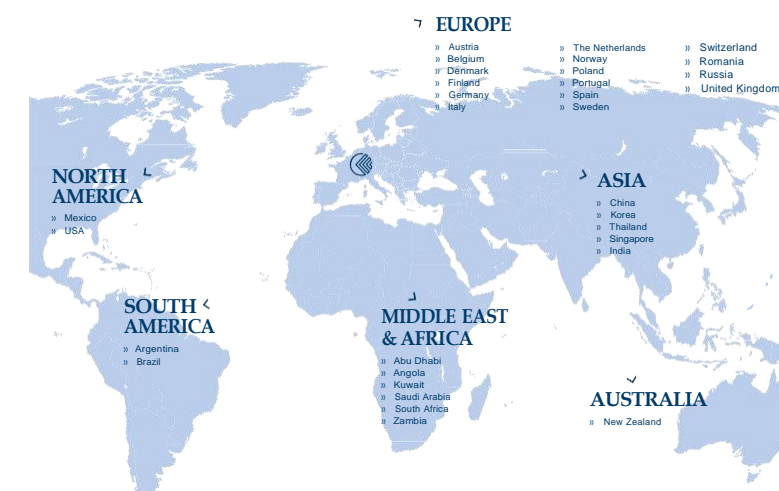 EUROPE
» Austria
» Belgium
» Denmark
» Finland
» Germany
» Italy
» The Netherlands
» Norway
» Poland
» Portugal
» Spain
» Sweden
» Switzerland
» Romania
» Russia
» United Kingdom
NORTH
AMERICA
» Mexico
» USA
ASIA
» China
» Korea
» Thailand
» Singapore
» India
SOUTH
AMERICA
» Argentina
» Brazil
MIDDLE EAST
& AFRICA
» Abu Dhabi
» Angola
» Kuwait
» Saudi Arabia
» South Africa
» Zambia
AUSTRALIA
» New Zealand